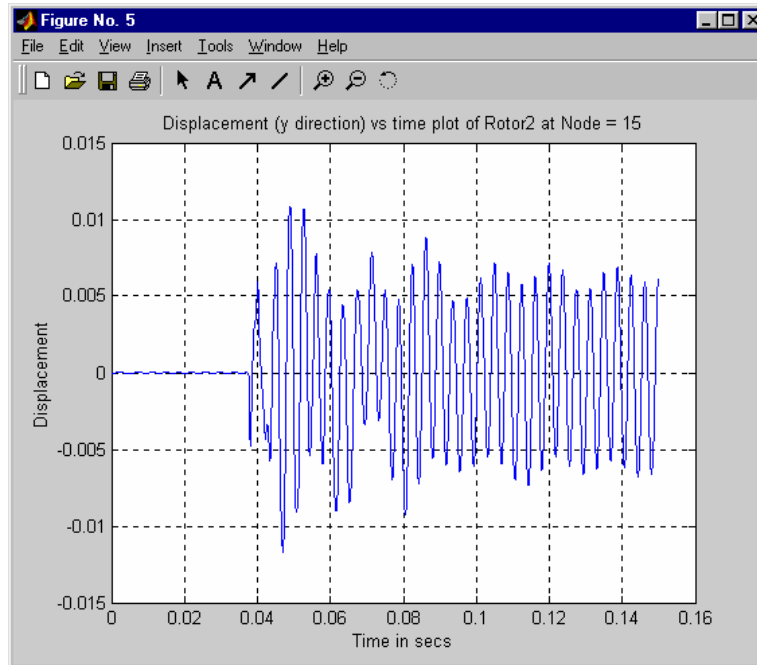 Figure No. 5
File Edit View Insert Tools Window Help
A
Displacement (y direction) vs time plot of Rotor2 at Node = 15
0.015
0.01
0.005
0
-0.005
-0.01
-0.015
Displacement
0 0.02 0.04 0.06 0.08 0.1 0.12 0.14 0.16
Time in secs